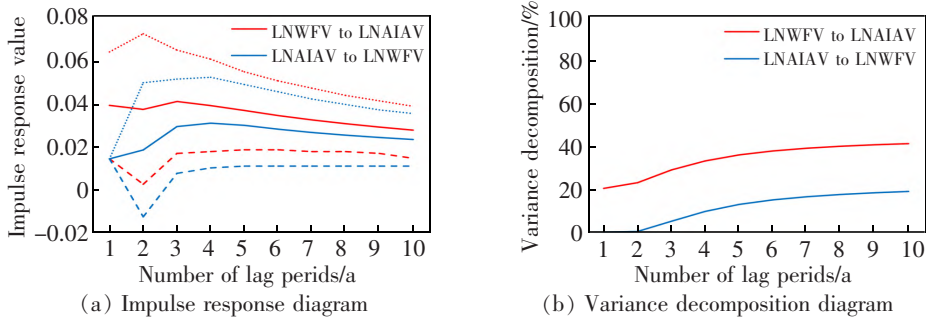 Impulse response value
0.08
0.06
0.04
0.02
0
−0.02
LNWFV to LNAIAV
LNAIAV to LNWFV
1 2 3 4 5 6 7 8 9 10
Number of lag perids/a
(a) Impulse response diagram
Variance decomposition/%
100
80
60
40
20
0
LNWFV to LNAIAV
LNAIAV to LNWFV
1 2 3 4 5 6 7 8 9 10
Number of lag perids/a
(b) Variance decomposition diagram